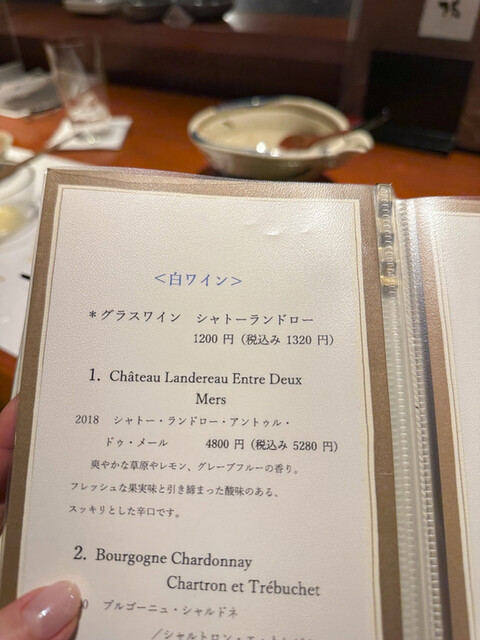 <白ワイン>
*グラスワイン シャトーランドロー
1200 円（税込み 1320 円）
1. Château Landereau Entre Deux
Mers
2018 シャトー・ランドロー・アントゥル・
ドゥ・メール 4800 円（税込み 5280 円）
爽やかな草原やレモン、グレープフルーの香り。
フレッシュな果実味と引き締まった酸味のある、
スッキリとした辛口です。
2. Bourgogne Chardonnay
Chartron et Trébuchet
ブルゴーニュ・シャルドネ